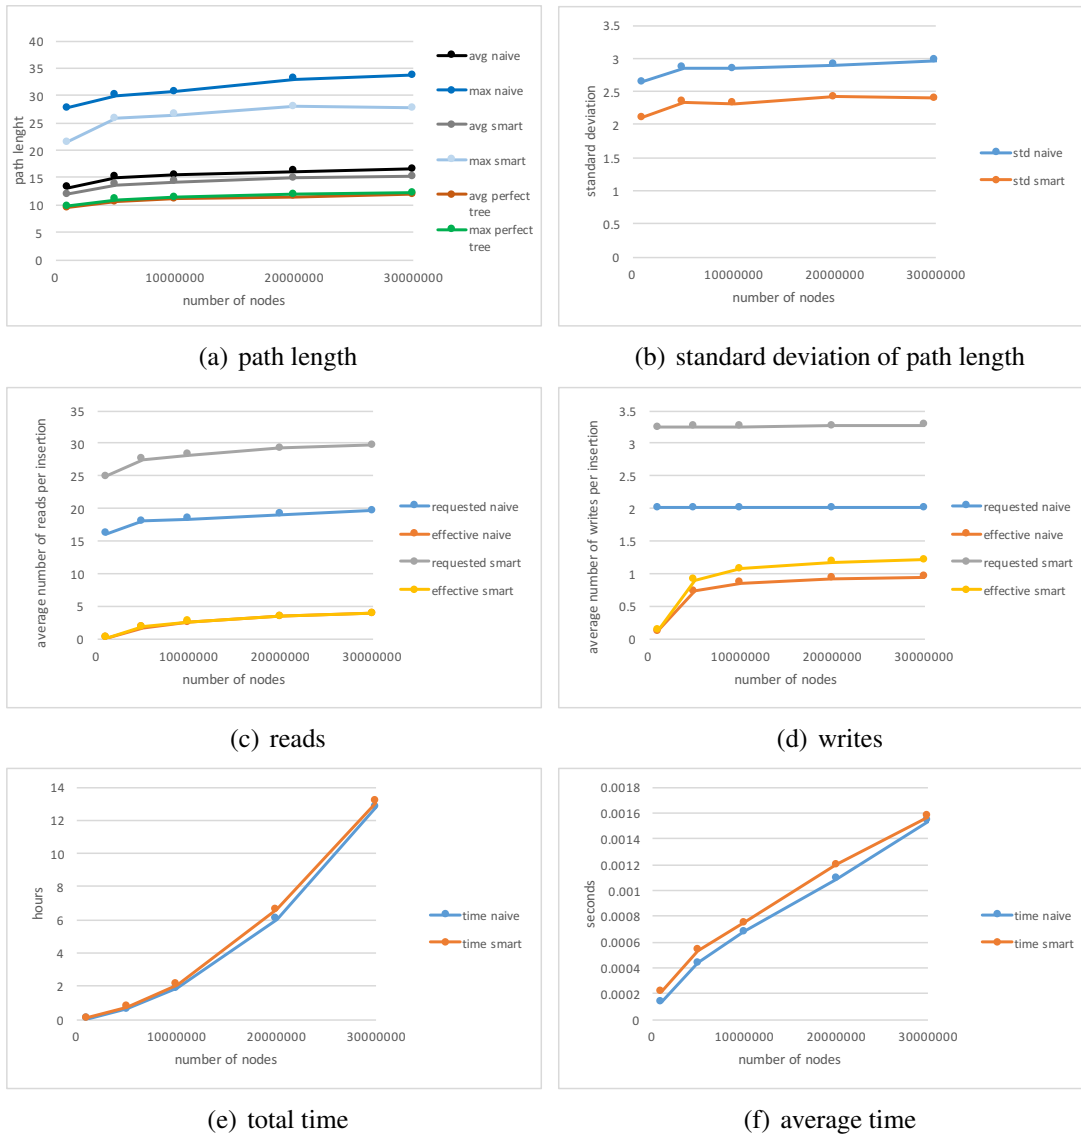 40
35
30
25
20
15
10
5
0
path lenght
0
10000000
20000000
30000000
number of nodes
avg naive
max naive
avg smart
max smart
avg perfect
tree
max perfect
tree
(a) path length
3.5
3
2.5
2
1.5
1
0.5
0
standard deviation
0
10000000
20000000
30000000
number of nodes
std naive
std smart
(b) standard deviation of path length
35
30
25
20
15
10
5
0
average number of reads per insertion
0
10000000
20000000
30000000
number of nodes
requested naive
effective naive
requested smart
effective smart
(c) reads
3.5
3
2.5
2
1.5
1
0.5
0
average number of writes per insertion
0
10000000
20000000
30000000
number of nodes
requested naive
effective naive
requested smart
effective smart
(d) writes
14
12
10
8
6
4
2
0
hours
0
10000000
20000000
30000000
number of nodes
time naive
time smart
(e) total time
0.0018
0.0016
0.0014
0.0012
0.001
0.0008
0.0006
0.0004
0.0002
0
seconds
0
10000000
20000000
30000000
number of nodes
time naive
time smart
(f) average time